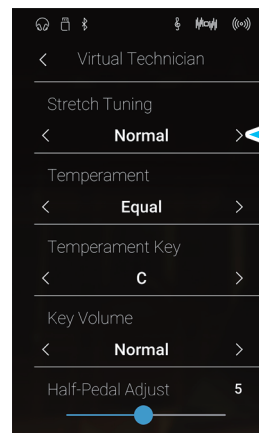 Virtual Technician
Stretch Tuning
Normal
Temperament
Equal
Temperament Key
C
Key Volume
Normal
Half-Pedal Adjust 5